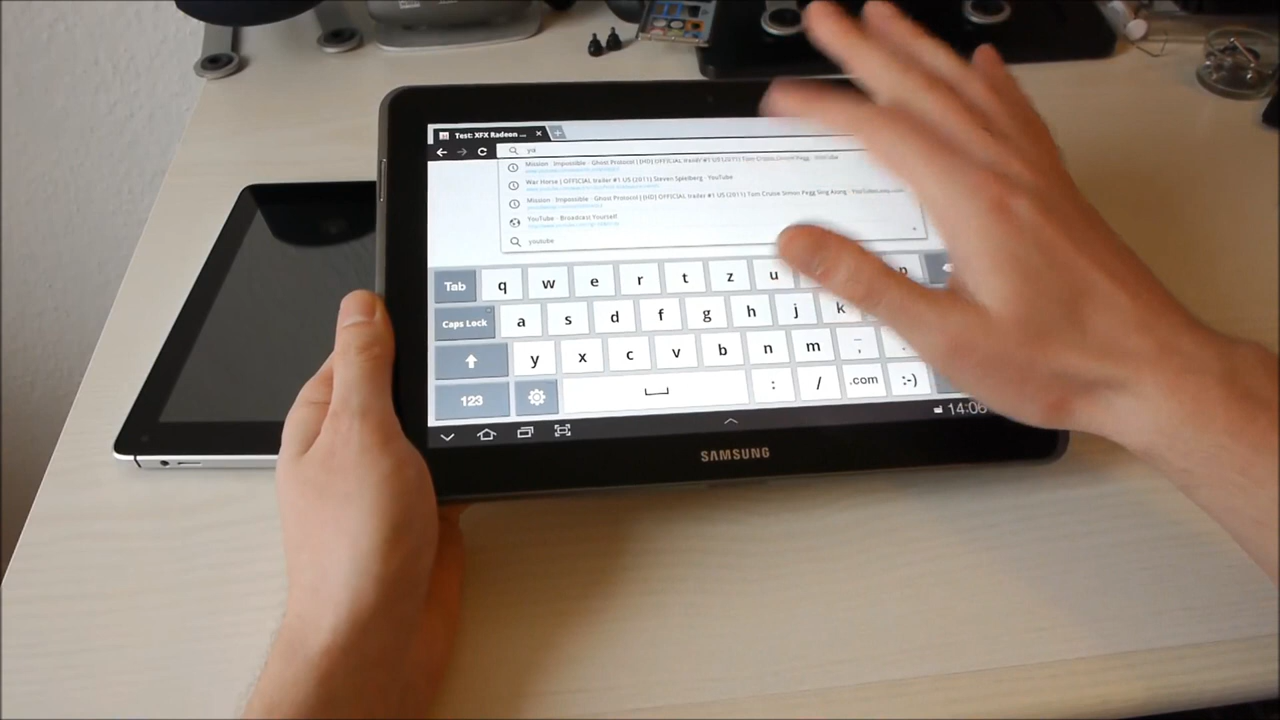 Test: XFX Radeon ...
yo
Mission: Impossible - Ghost Protocol | [HD] OFFICIAL trailer #1 US (2011) Tom Cruise Simon Pegg - YouTube
War Horse | OFFICIAL trailer #1 US (2011) Steven Spielberg - YouTube
Mission: Impossible - Ghost Protocol | [HD] OFFICIAL trailer #1 US (2011) Tom Cruise Simon Pegg Sing Along - YouTube
YouTube - Broadcast Yourself
youtube
Tab q w e r t z u p
Caps Lock a s d f g h j k
y x c v b n m , .
123 : / .com :-)
14:06
SAMSUNG